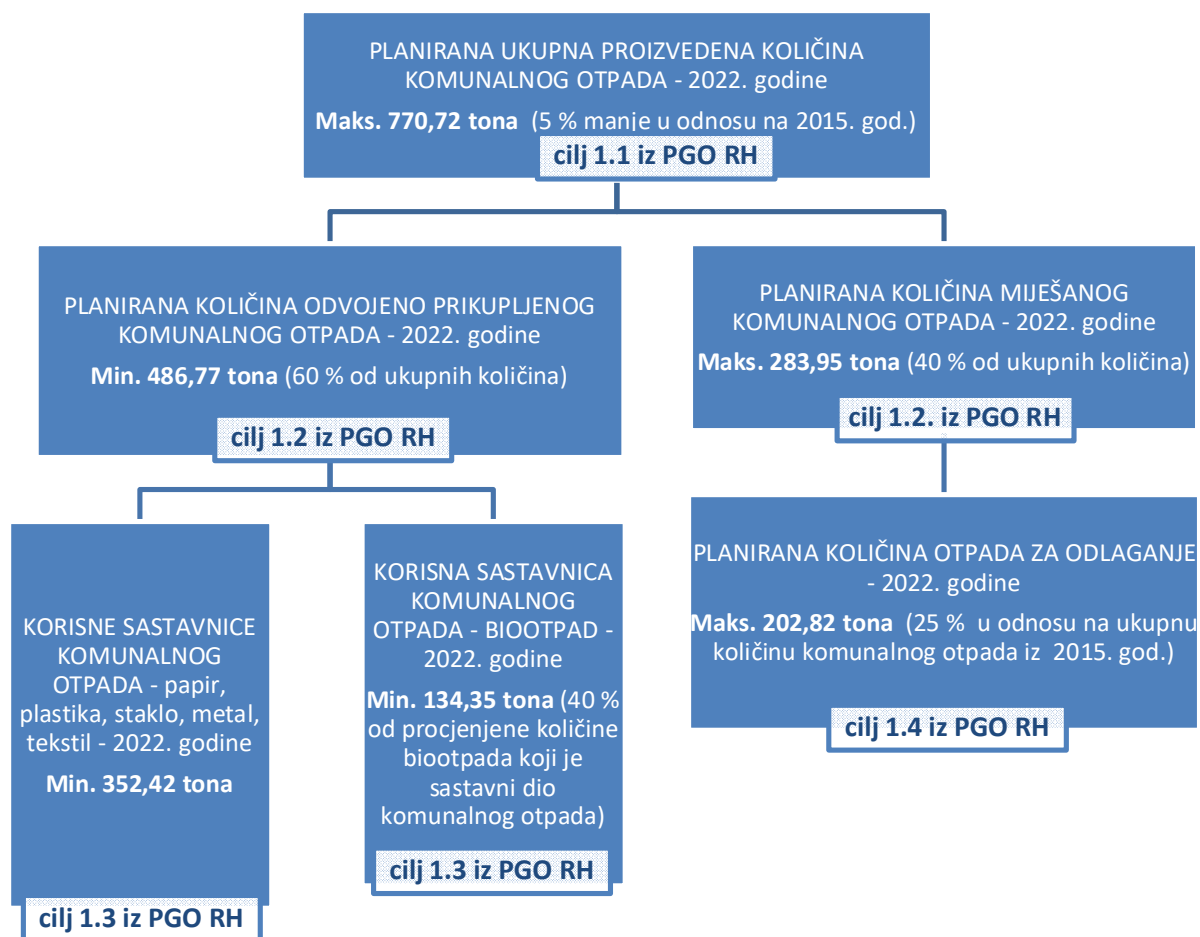 PLANIRANA UKUPNA PROIZVEDENA KOLIČINA
KOMUNALNOG OTPADA - 2022. godine
Maks. 770,72 tona (5 % manje u odnosu na 2015. god.)
cilj 1.1 iz PGO RH
PLANIRANA KOLIČINA ODVOJENO PRIKUPLJENOG
KOMUNALNOG OTPADA - 2022. godine
Min. 486,77 tona (60 % od ukupnih količina)
cilj 1.2 iz PGO RH
PLANIRANA KOLIČINA MIJEŠANOG
KOMUNALNOG OTPADA - 2022. godine
Maks. 283,95 tona (40 % od ukupnih količina)
cilj 1.2. iz PGO RH
KORISNE SASTAVNICE
KOMUNALNOG
OTPADA - papir,
plastika, staklo, metal,
tekstil - 2022. godine
Min. 352,42 tona
cilj 1.3 iz PGO RH
KORISNA SASTAVNICA
KOMUNALNOG
OTPADA - BIOOTPAD -
2022. godine
Min. 134,35 tona (40 %
od procjenjene količine
biootpada koji je
sastavni dio
komunalnog otpada)
cilj 1.3 iz PGO RH
PLANIRANA KOLIČINA OTPADA ZA ODLAGANJE
- 2022. godine
Maks. 202,82 tona (25 % u odnosu na ukupnu
količinu komunalnog otpada iz 2015. god.)
cilj 1.4 iz PGO RH